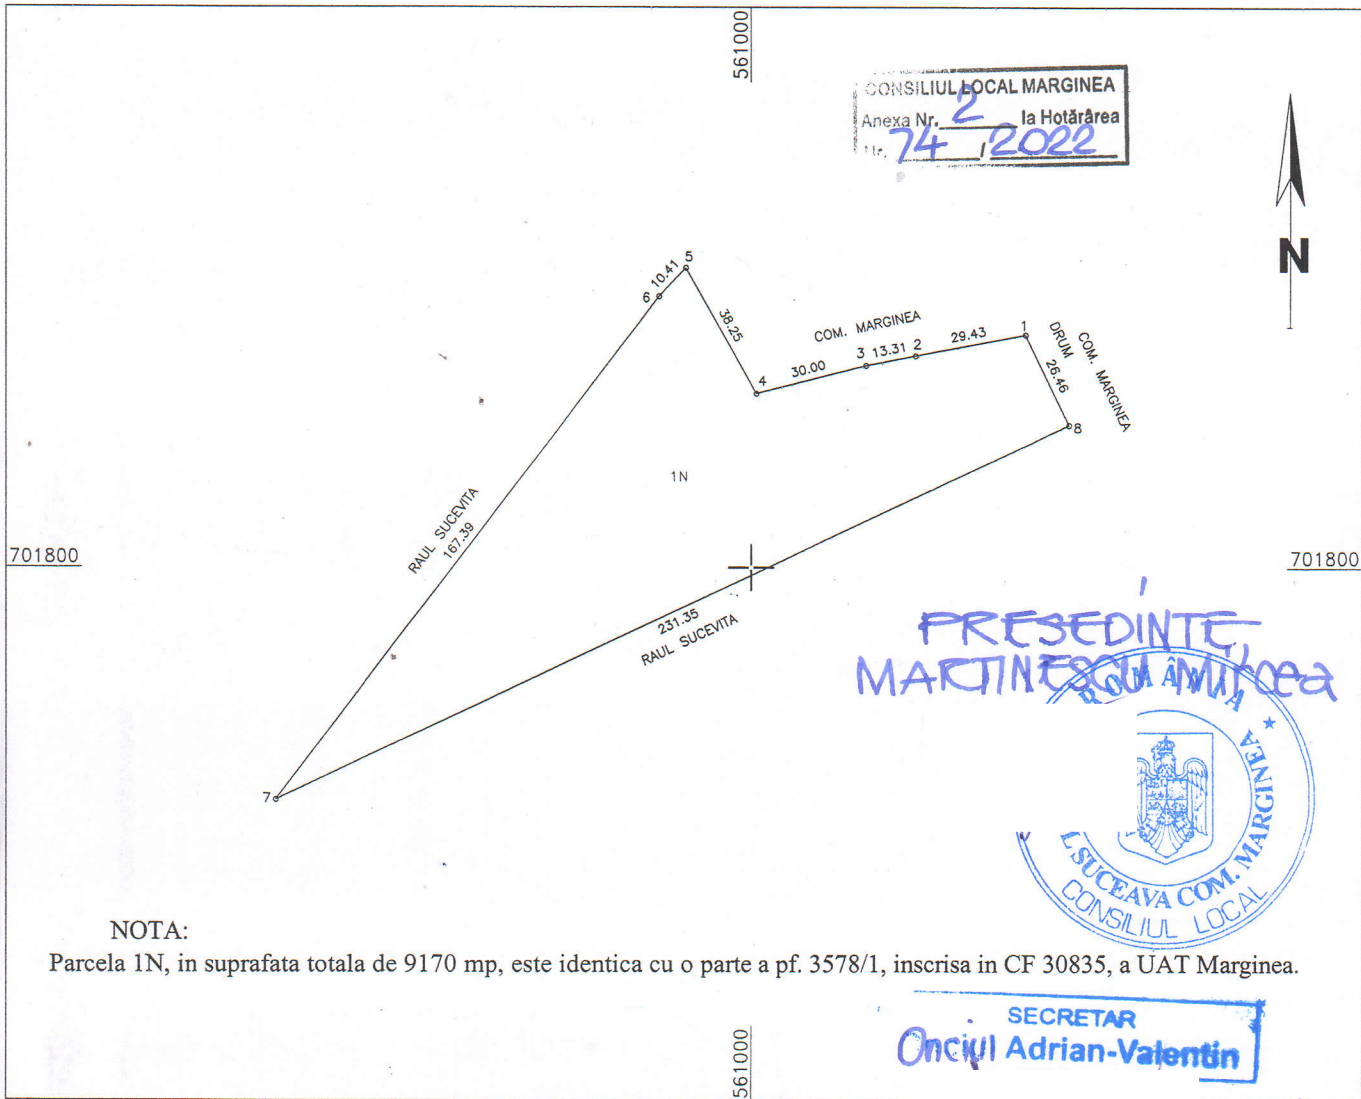 561000
CONSILIUL LOCAL MARGINEA
Anexa Nr. 2 la Hotărârea
Nr. 74 / 2022
N
5
10.41
6
38.25
COM. MARGINEA
1
DRUM COM. MARGINEA
29.43
2
13.31
3
30.00
4
26.46
8
1N
RAUL SUCEVITA
167.39
701800
701800
231.35
RAUL SUCEVITA
7
PRESEDINTE,
MARTINESCU Mircea
ROMÂNIA *
L SUCEAVA COM. MARGINEA
CONSILIUL LOCAL
NOTA:
Parcela 1N, in suprafata totala de 9170 mp, este identica cu o parte a pf. 3578/1, inscrisa in CF 30835, a UAT Marginea.
SECRETAR
Onciul Adrian-Valentin
561000